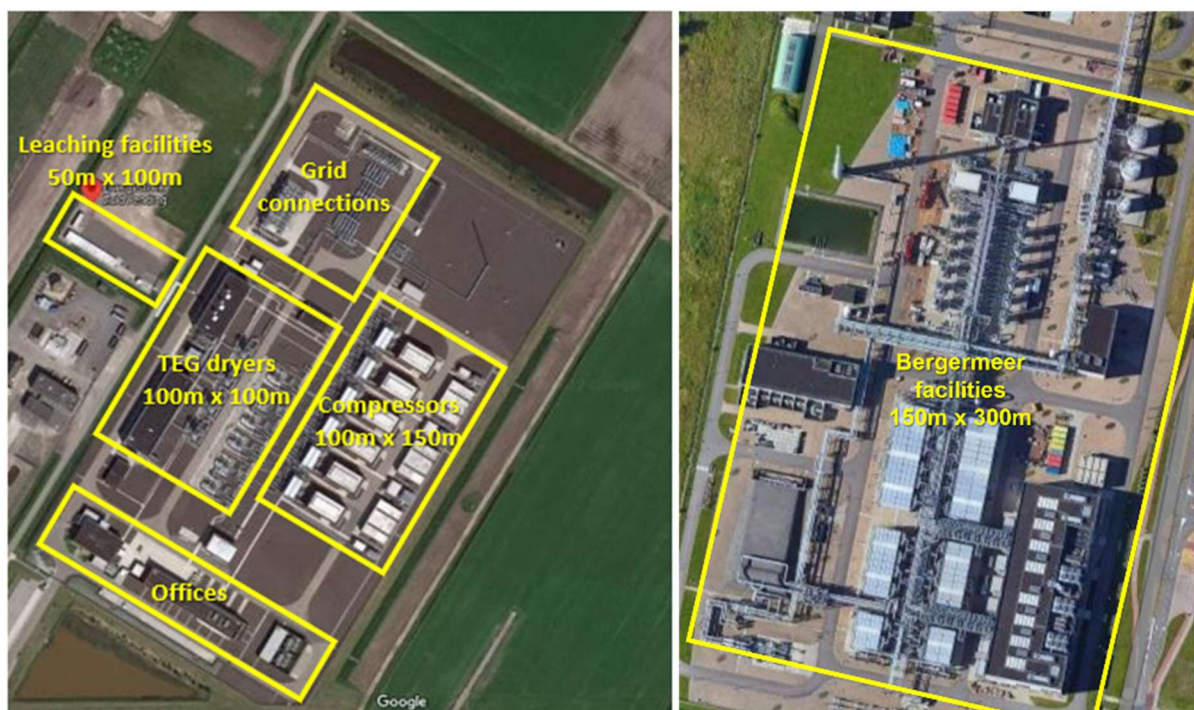 Leaching facilities
50m x 100m
Zuidwending
Grid
connections
TEG dryers
100m x 100m
Compressors
100m x 150m
Offices
Google
Bergermeer
facilities
150m x 300m